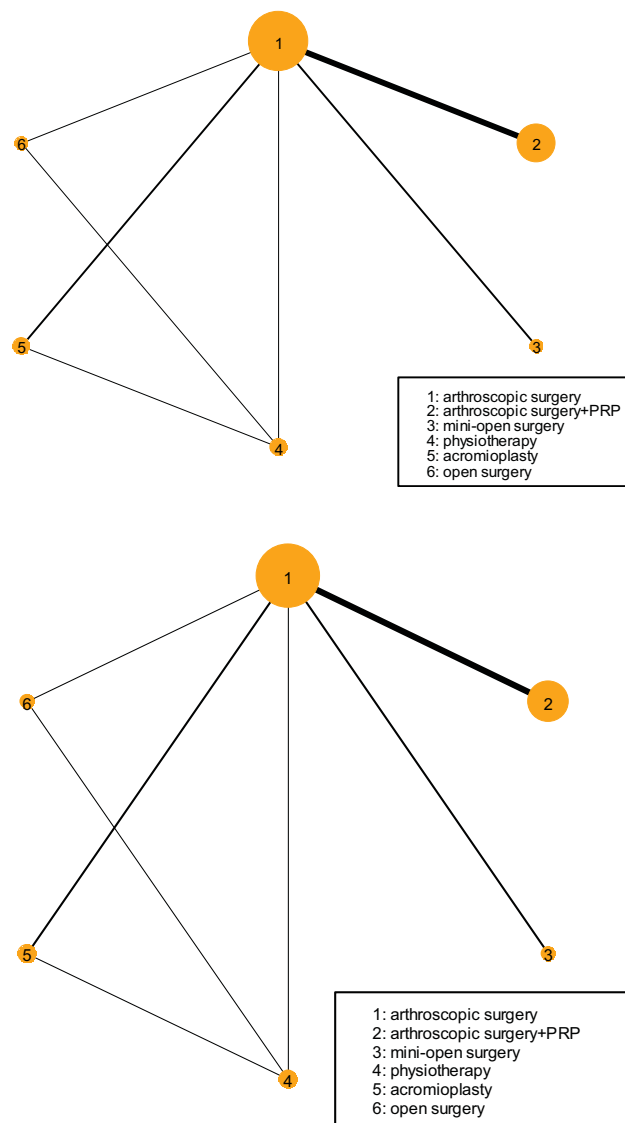 1
6
2
5
3
4
1: arthroscopic surgery
2: arthroscopic surgery+PRP
3: mini-open surgery
4: physiotherapy
5: acromioplasty
6: open surgery
1
6
2
5
3
4
1: arthroscopic surgery
2: arthroscopic surgery+PRP
3: mini-open surgery
4: physiotherapy
5: acromioplasty
6: open surgery